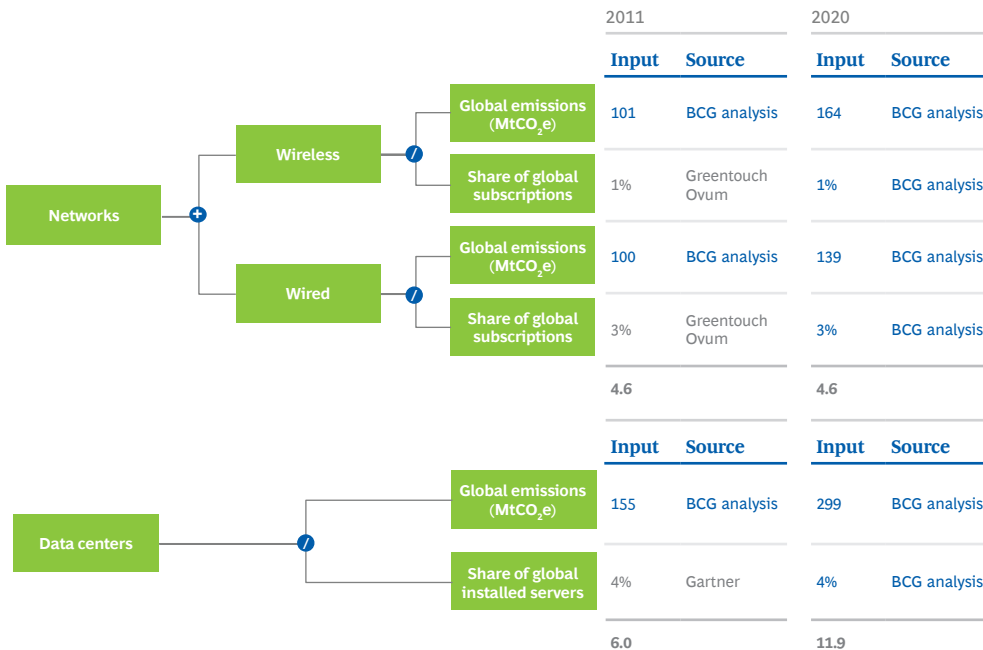 2011 2020
Input Source Input Source
Global emissions
(MtCO2e)
101 BCG analysis 164 BCG analysis
Wireless
/
Share of global
subscriptions
1% Greentouch
Ovum
1% BCG analysis
Networks
+
Global emissions
(MtCO2e)
100 BCG analysis 139 BCG analysis
Wired
/
Share of global
subscriptions
3% Greentouch
Ovum
3% BCG analysis
4.6 4.6
Input Source Input Source
Global emissions
(MtCO2e)
155 BCG analysis 299 BCG analysis
Data centers
/
Share of global
installed servers
4% Gartner 4% BCG analysis
6.0 11.9